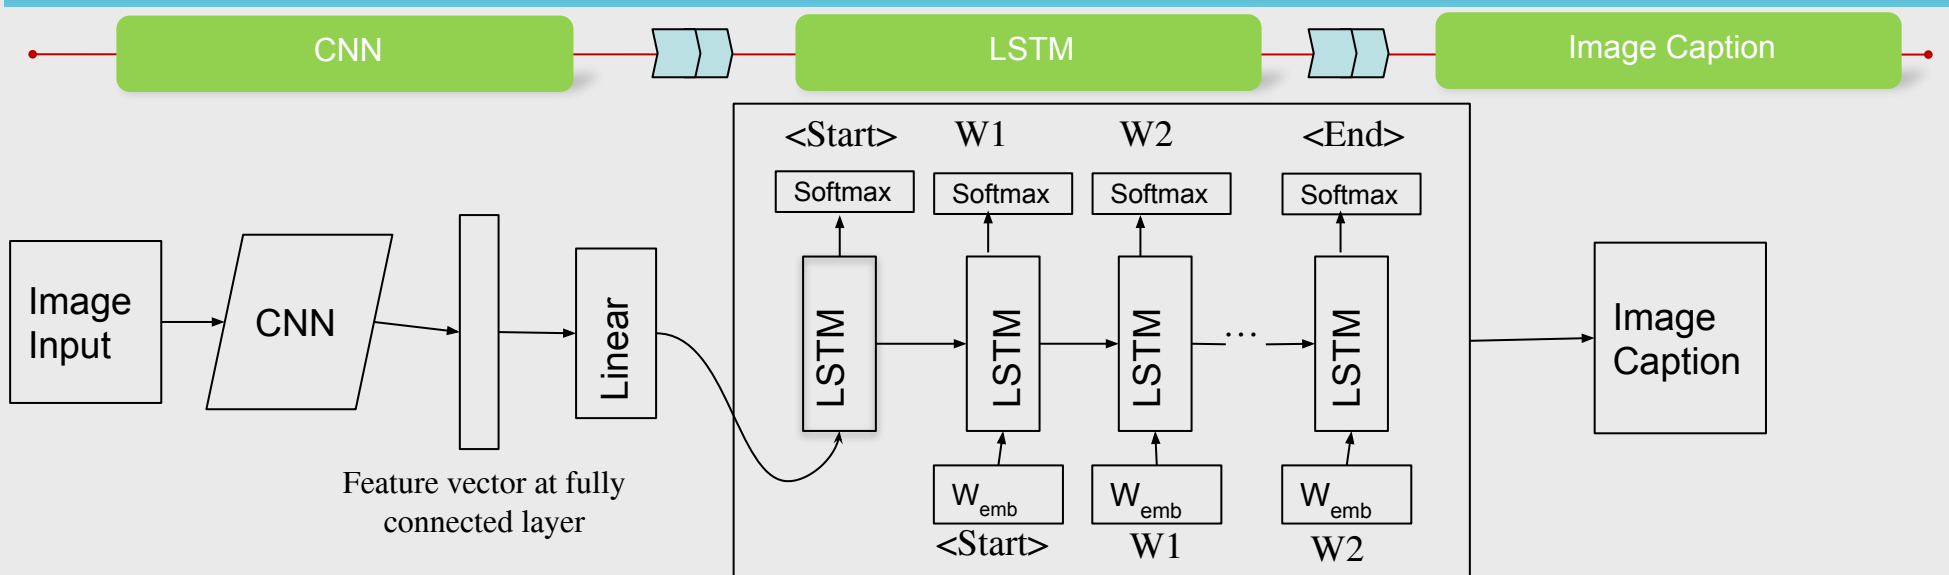 CNN
LSTM
Image Caption
<Start>
W1
W2
<End>
Softmax
Softmax
Softmax
Softmax
Image
Input
CNN
Linear
LSTM
LSTM
LSTM
...
LSTM
Image
Caption
Feature vector at fully
connected layer
Wemb
Wemb
Wemb
<Start>
W1
W2